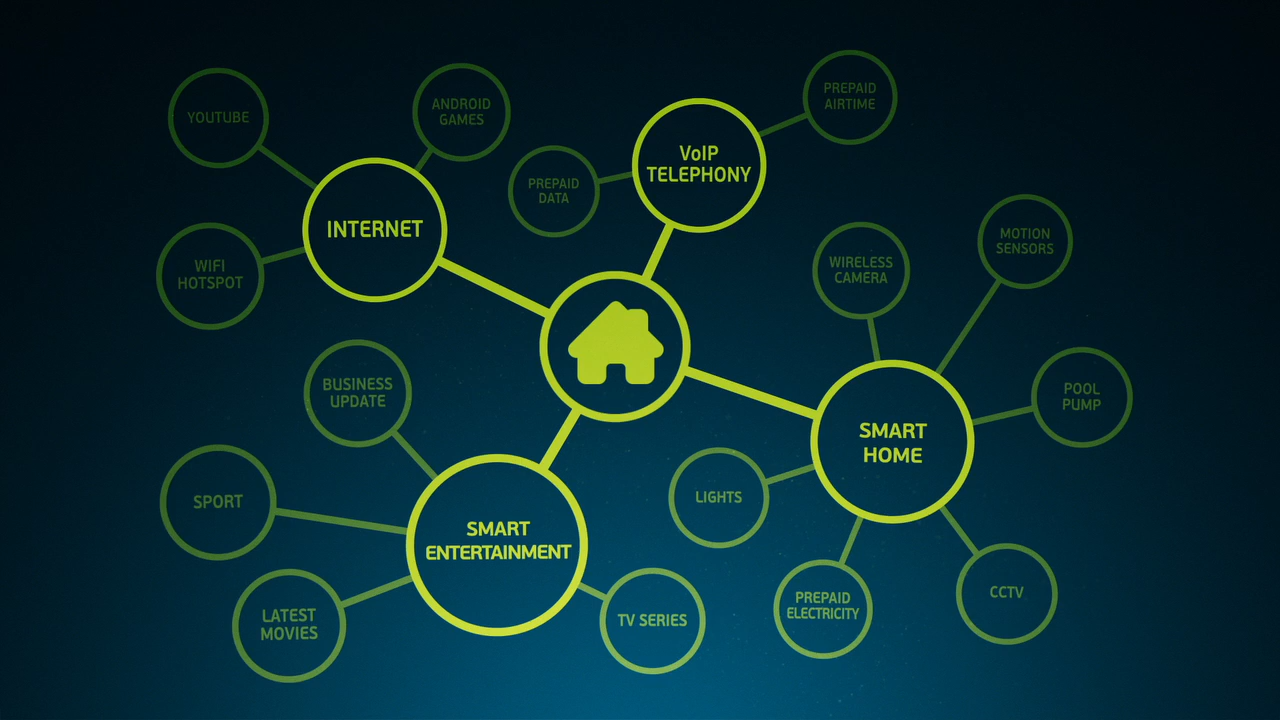 YOUTUBE
ANDROID
GAMES
PREPAID
AIRTIME
VoIP
TELEPHONY
PREPAID
DATA
INTERNET
WIFI
HOTSPOT
WIRELESS
CAMERA
MOTION
SENSORS
BUSINESS
UPDATE
POOL
PUMP
SMART
HOME
SPORT
LIGHTS
SMART
ENTERTAINMENT
LATEST
MOVIES
TV SERIES
PREPAID
ELECTRICITY
CCTV